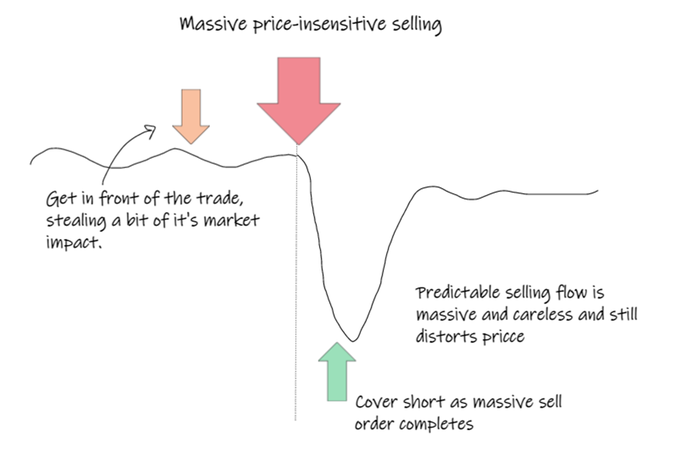 Massive price-insensitive selling
Get in front of the trade,
stealing a bit of it's market
impact.
Predictable selling flow is
massive and careless and still
distorts pricce
Cover short as massive sell
order completes